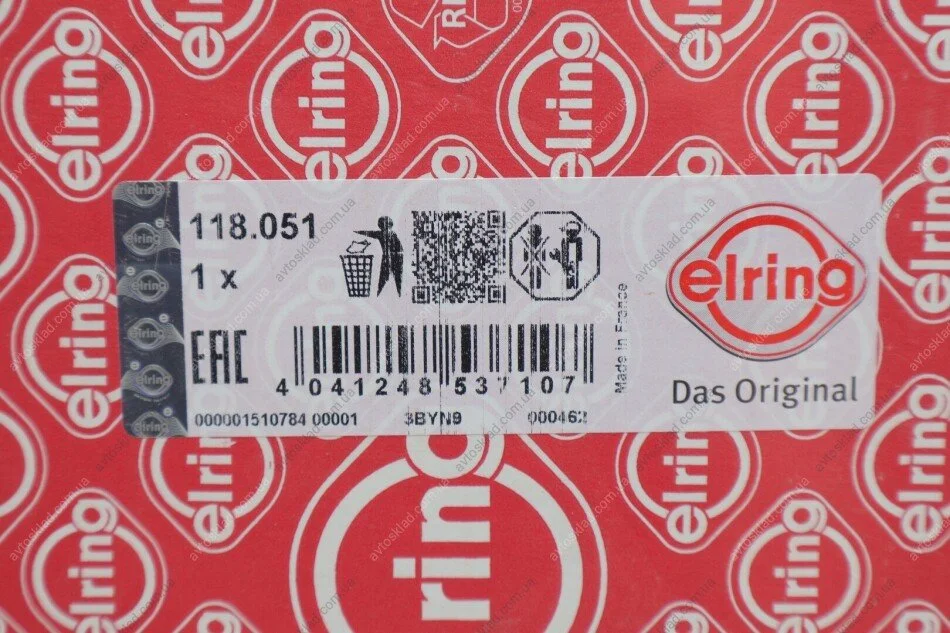 118.051
1 x
EAC
4 041248 537107
000001510784 00001 3BYN9 000462
Made in France
elring
Das Original